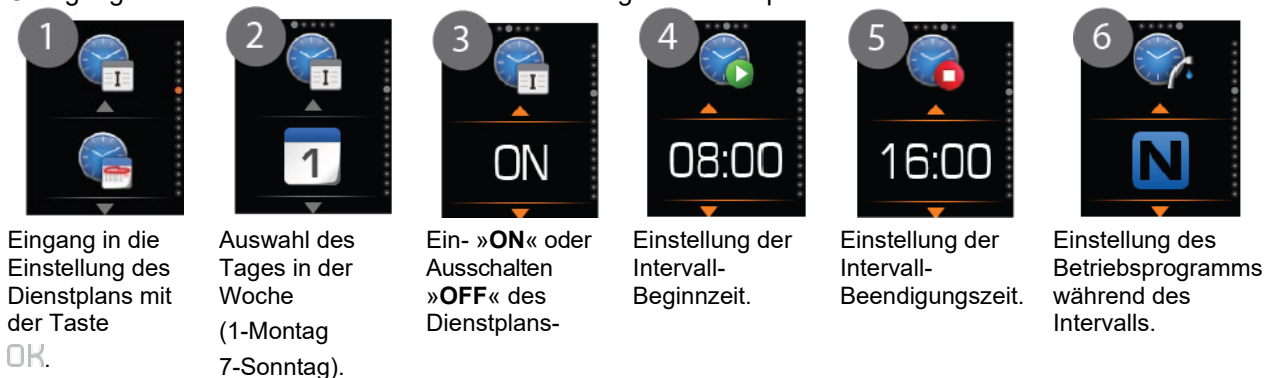 1
2
3
4
5
6
I
I
I
1
ON
08:00
16:00
N
Eingang in die
Einstellung des
Dienstplans mit
der Taste
OK.
Auswahl des
Tages in der
Woche
(1-Montag
7-Sonntag).
Ein- »ON« oder
Ausschalten
»OFF« des
Dienstplans-
Einstellung der
Intervall-
Beginnzeit.
Einstellung der
Intervall-
Beendigungszeit.
Einstellung des
Betriebsprogramms
während des
Intervalls.